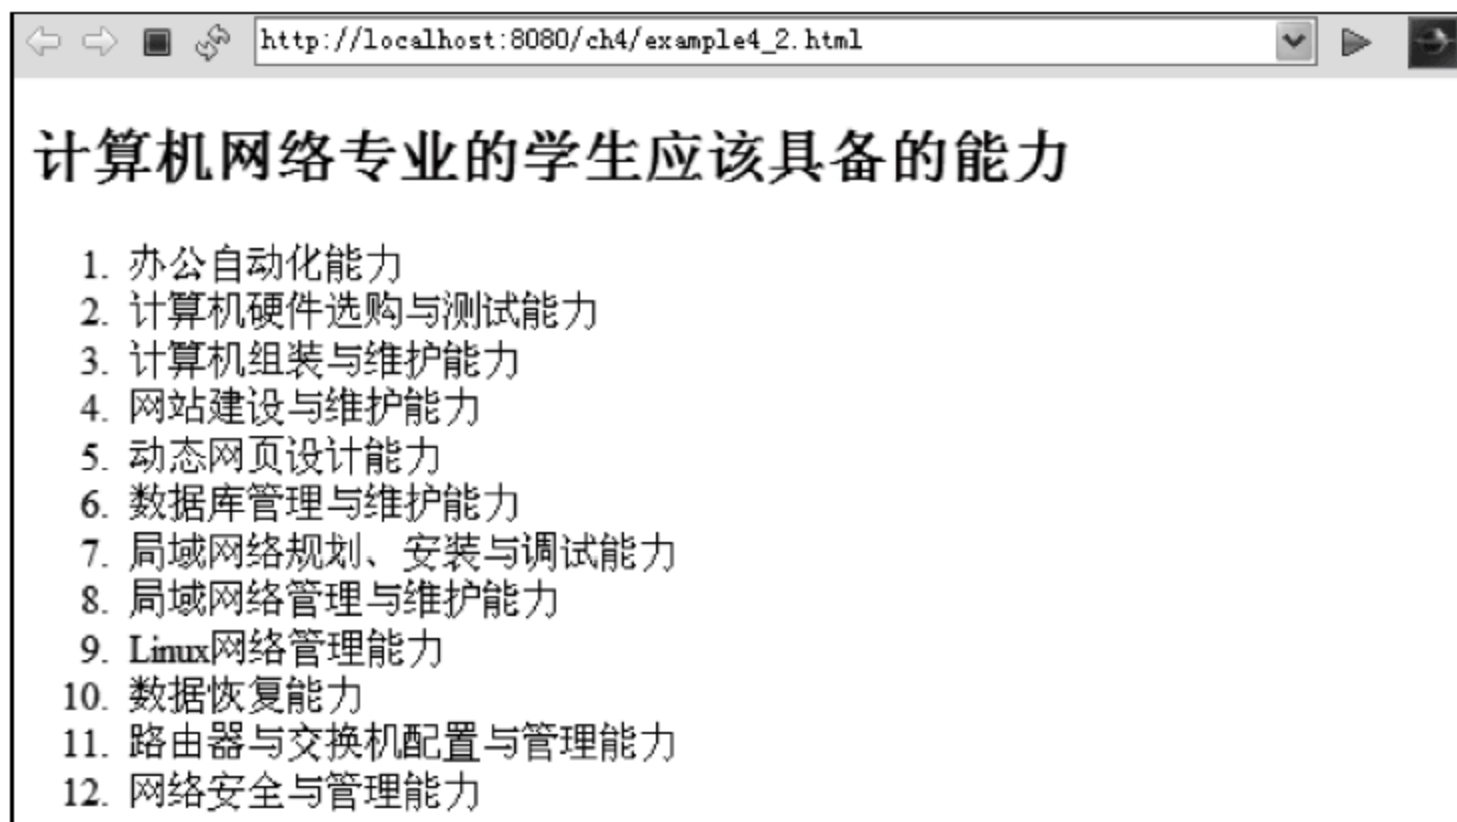 http://localhost:8080/ch4/example4_2.html
计算机网络专业的学生应该具备的能力
1. 办公自动化能力
2. 计算机硬件选购与测试能力
3. 计算机组装与维护能力
4. 网站建设与维护能力
5. 动态网页设计能力
6. 数据库管理与维护能力
7. 局域网络规划、安装与调试能力
8. 局域网络管理与维护能力
9. Linux网络管理能力
10. 数据恢复能力
11. 路由器与交换机配置与管理能力
12. 网络安全与管理能力